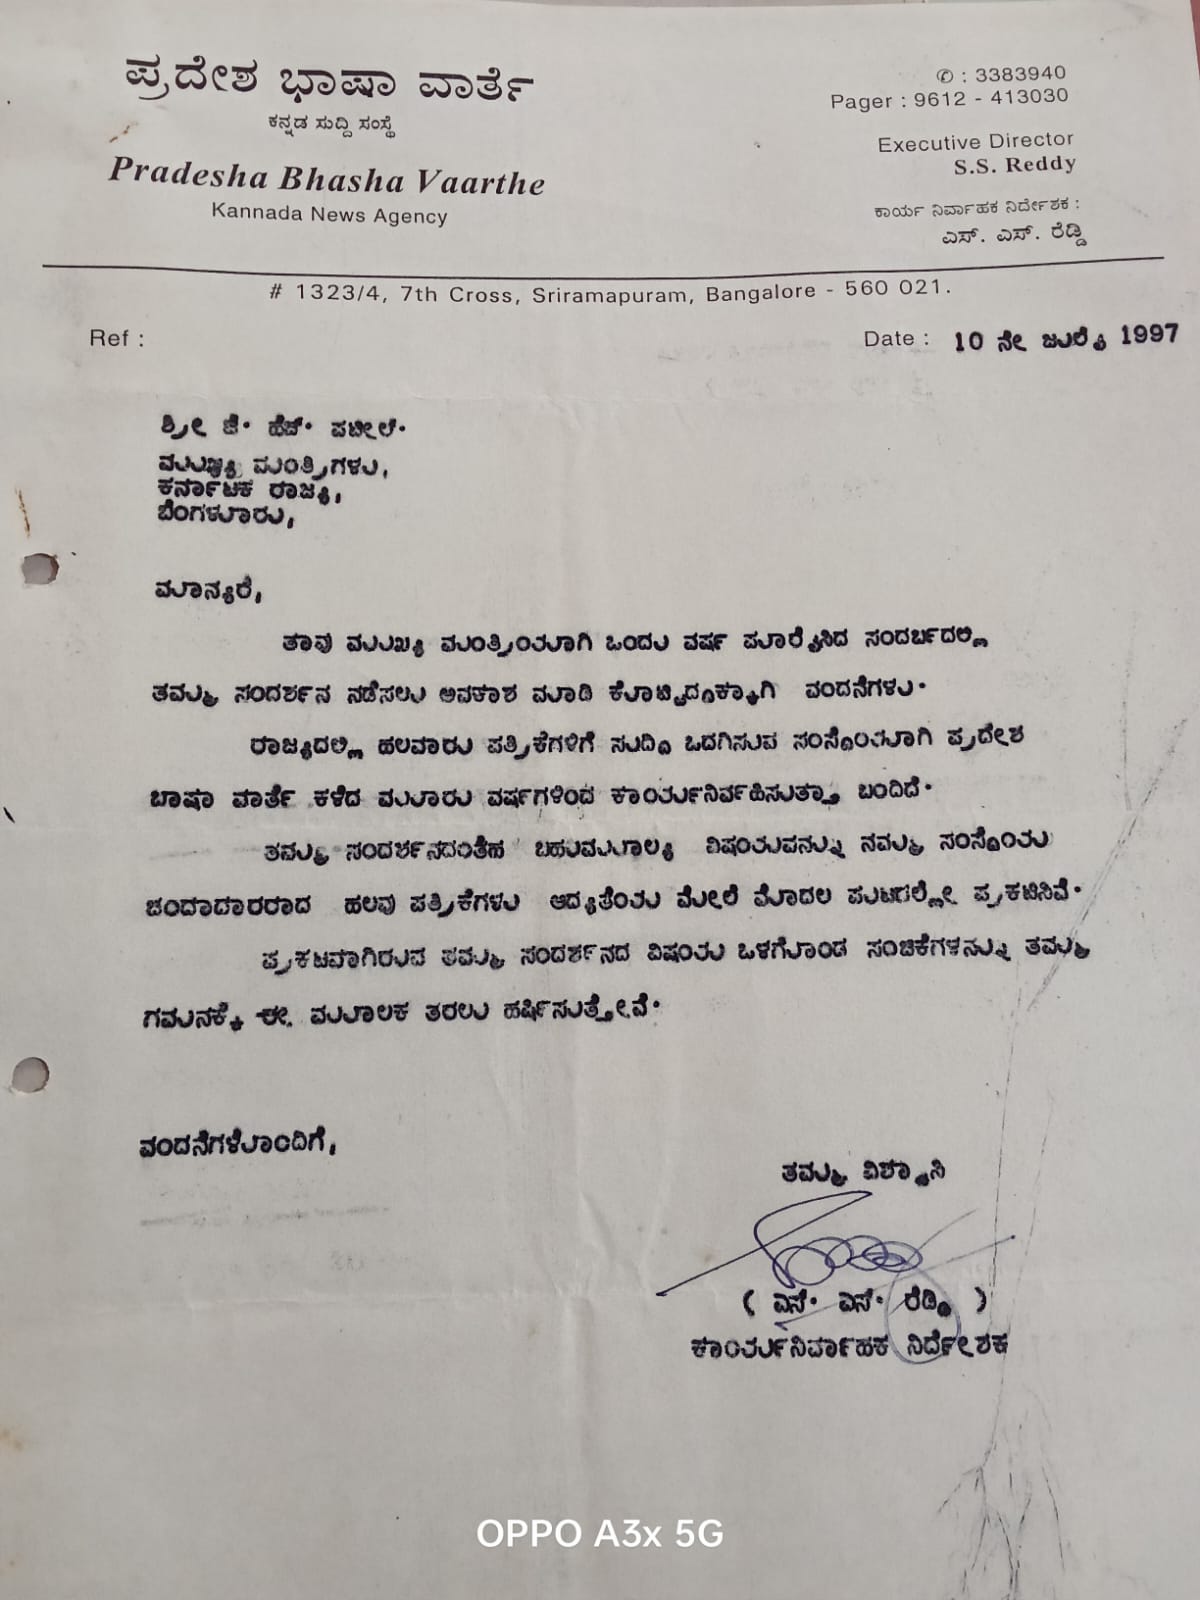 ಪ್ರದೇಶ ಭಾಷಾ ವಾರ್ತೆ
ಕನ್ನಡ ಸುದ್ದಿ ಸಂಸ್ಥೆ
Pradesha Bhasha Vaarthe
Kannada News Agency
✆ : 3383940
Pager : 9612 - 413030
Executive Director
S.S. Reddy
ಕಾರ್ಯ ನಿರ್ವಾಹಕ ನಿರ್ದೇಶಕ :
ಎಸ್. ಎಸ್. ರೆಡ್ಡಿ
# 1323/4, 7th Cross, Sriramapuram, Bangalore - 560 021.
Ref :
Date : 10 ನೇ ಜುಲೈ 1997
ಶ್ರೀ ಜೆ. ಹೆಚ್. ಪಟೇಲ್.
ಮುಖ್ಯ ಮಂತ್ರಿಗಳು,
ಕರ್ನಾಟಕ ರಾಜ್ಯ,
ಬೆಂಗಳೂರು,
ಮಾನ್ಯರೆ,
ತಾವು ಮುಖ್ಯ ಮಂತ್ರಿಯಾಗಿ ಒಂದು ವರ್ಷ ಪೂರೈಸಿದ ಸಂದರ್ಬದಲ್ಲಿ
ತಮ್ಮ ಸಂದರ್ಶನ ನಡೆಸಲು ಅವಕಾಶ ಮಾಡಿ ಕೊಟ್ಟಿದ್ದಕ್ಕಾಗಿ ವಂದನೆಗಳು.
ರಾಜ್ಯದಲ್ಲಿ ಹಲವಾರು ಪತ್ರಿಕೆಗಳಿಗೆ ಸುದ್ದಿ ಒದಗಿಸುವ ಸಂಸ್ಥೆಯಾಗಿ ಪ್ರದೇಶ
ಬಾಷಾ ವಾರ್ತೆ ಕಳೆದ ಮೂರು ವರ್ಷಗಳಿಂದ ಕಾರ್ಯನಿರ್ವಹಿಸುತ್ತಾ ಬಂದಿದೆ.
ತಮ್ಮ ಸಂದರ್ಶನದಂತಹ ಬಹುಮೂಲ್ಯ ವಿಷಯವನ್ನು ನಮ್ಮ ಸಂಸ್ಥೆಯ
ಚಂದಾದಾರರಾದ ಹಲವು ಪತ್ರಿಕೆಗಳು ಆದ್ಯತೆಯ ಮೇಲೆ ಮೊದಲ ಪುಟದಲ್ಲೇ ಪ್ರಕಟಿಸಿವೆ.
ಪ್ರಕಟವಾಗಿರುವ ತಮ್ಮ ಸಂದರ್ಶನದ ವಿಷಯ ಒಳಗೊಂಡ ಸಂಚಿಕೆಗಳನ್ನು ತಮ್ಮ
ಗಮನಕ್ಕೆ ಈ ಮೂಲಕ ತರಲು ಹರ್ಷಿಸುತ್ತೇವೆ.
ವಂದನೆಗಳೊಂದಿಗೆ,
ತಮ್ಮ ವಿಶ್ವಾಸಿ
( ಎಸ್. ಎಸ್. ರೆಡ್ಡಿ )
ಕಾರ್ಯನಿರ್ವಾಹಕ ನಿರ್ದೇಶಕ
OPPO A3x 5G